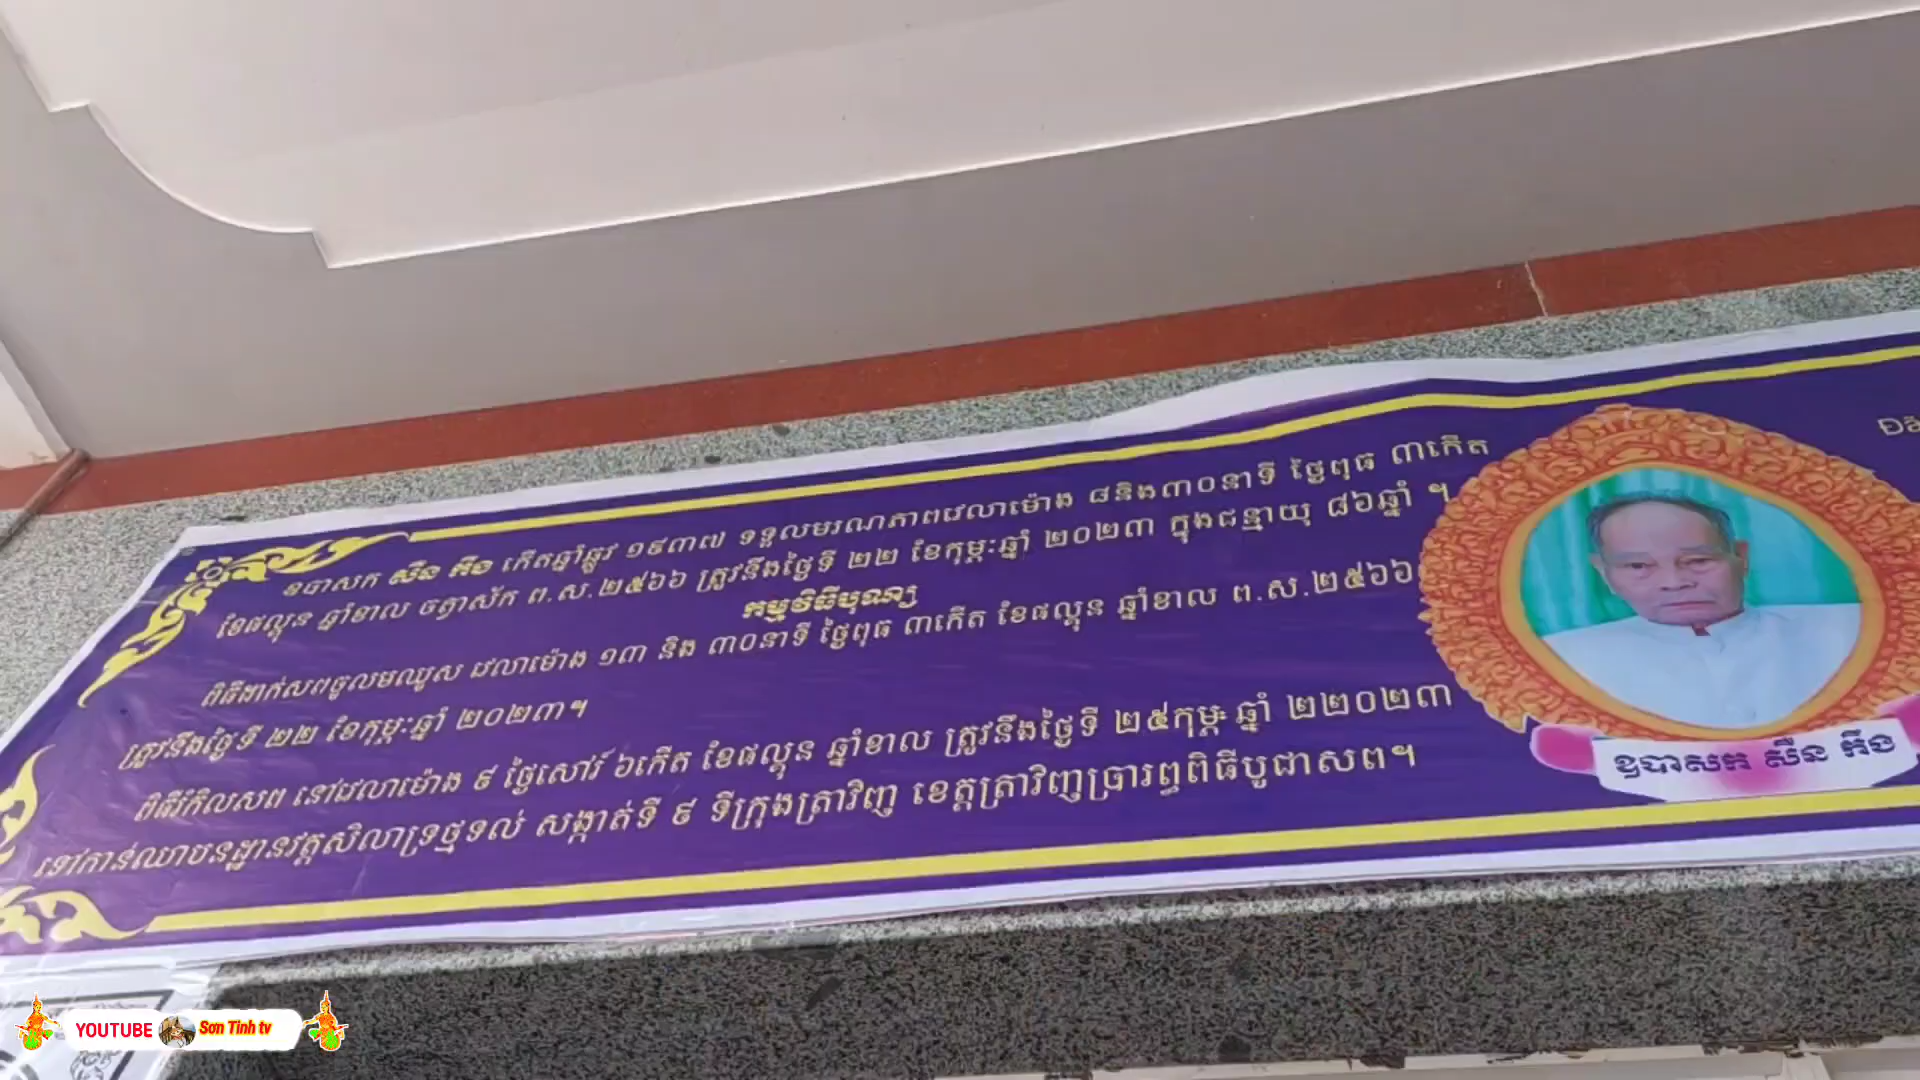 ឧបាសក សឺន កឹង កើតឆ្នាំឆ្លូវ ១៩៣៧ ទទួលមរណភាពវេលាម៉ោង ៨និង៣០នាទី ថ្ងៃពុធ ៣កើត
ខែផល្គុន ឆ្នាំខាល ចត្វាស័ក ព.ស.២៥៦៦ ត្រូវនឹងថ្ងៃទី ២២ ខែកុម្ភៈឆ្នាំ ២០២៣ ក្នុងជន្មាយុ ៨៦ឆ្នាំ ។
កម្មវិធីបុណ្យ
ពិធីដាក់សពចូលមឈូស វេលាម៉ោង ១៣ និង ៣០នាទី ថ្ងៃពុធ ៣កើត ខែផល្គុន ឆ្នាំខាល ព.ស.២៥៦៦
ត្រូវនឹងថ្ងៃទី ២២ ខែកុម្ភៈឆ្នាំ ២០២៣។
ពិធីរំកិលសព នៅវេលាម៉ោង ៩ ថ្ងៃសៅរ៍ ៦កើត ខែផល្គុន ឆ្នាំខាល ត្រូវនឹងថ្ងៃទី ២៥កុម្ភៈ ឆ្នាំ ២២០២៣
ទៅកាន់ឈាបនដ្ឋានវត្តសិលាទ្រថ្មទល់ សង្កាត់ទី ៩ ទីក្រុងត្រាវិញ ខេត្តត្រាវិញប្រារព្ធពិធីបូជាសព។
ឧបាសក សឺន កឹង
YOUTUBE Sơn Tinh tv